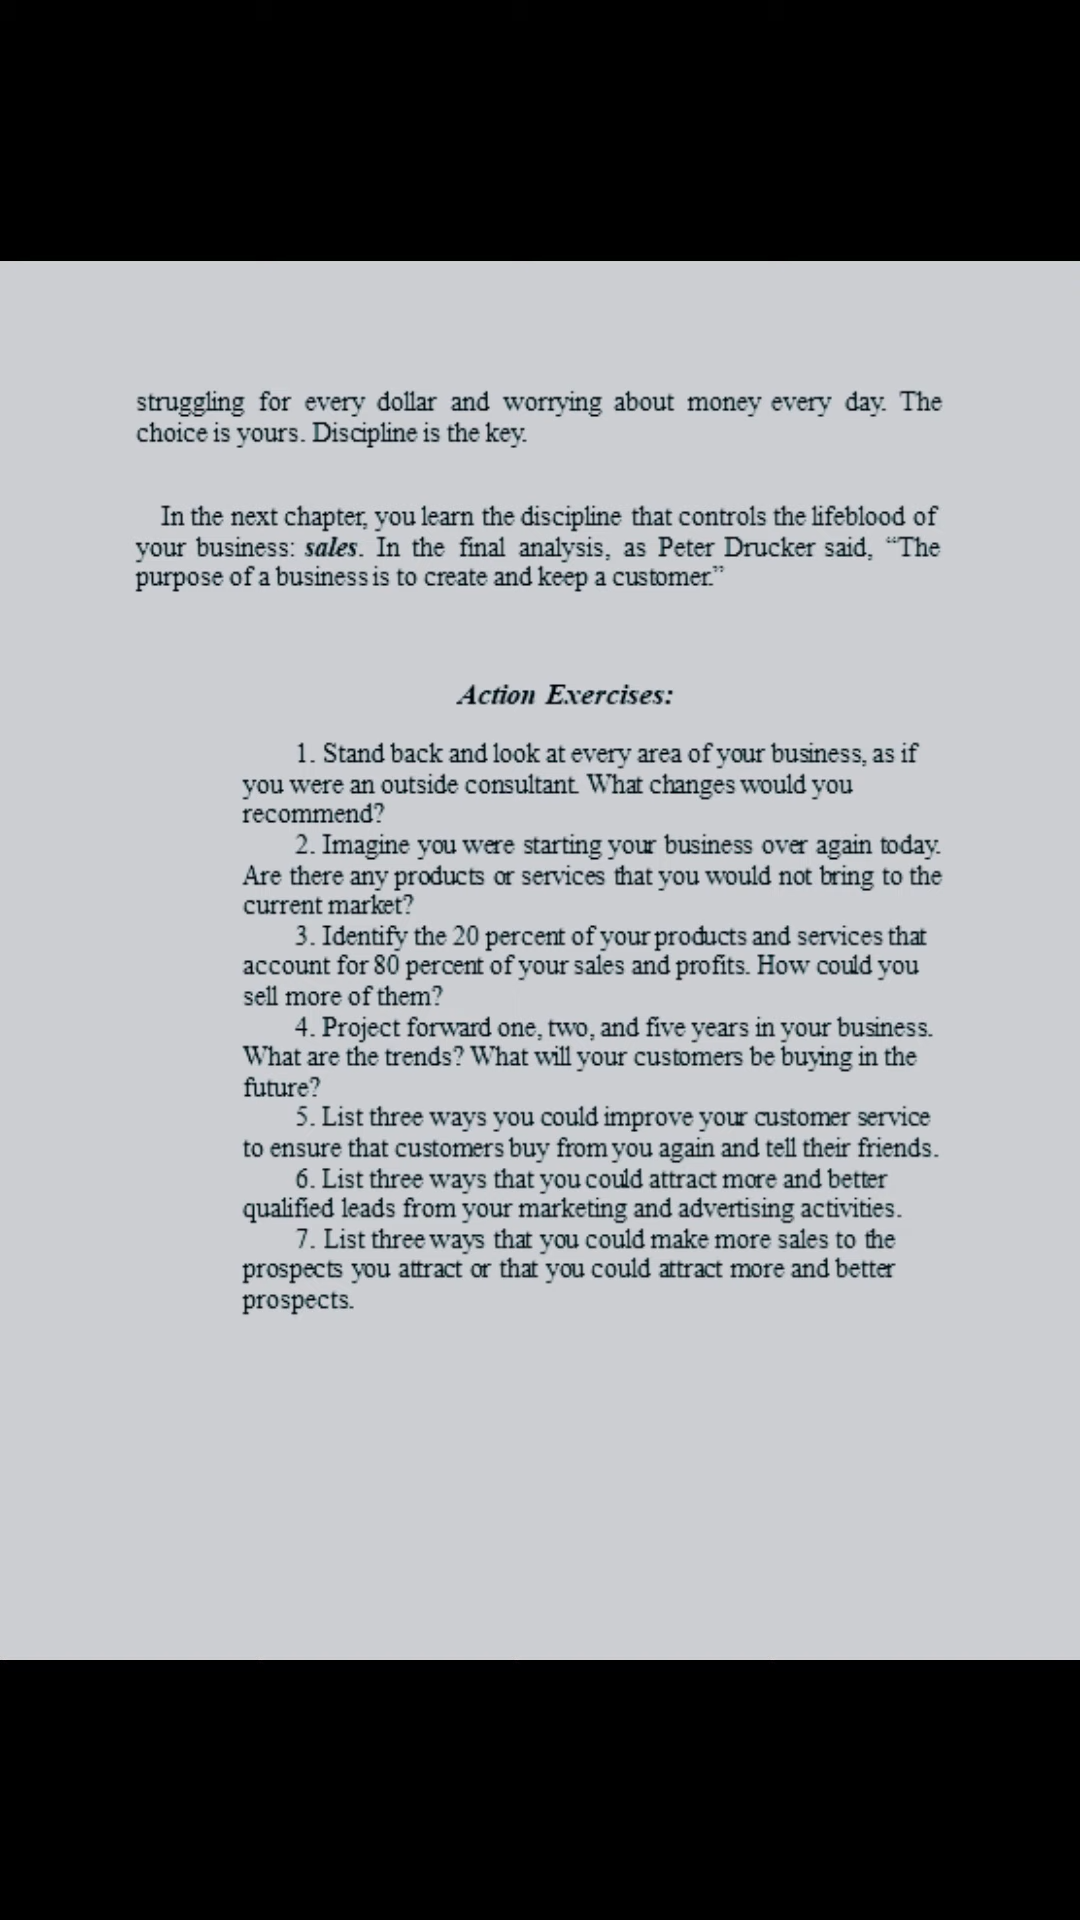 struggling for every dollar and worrying about money every day. The
choice is yours. Discipline is the key.
In the next chapter, you learn the discipline that controls the lifeblood of
your business: sales. In the final analysis, as Peter Drucker said, “The
purpose of a business is to create and keep a customer.”
Action Exercises:
1. Stand back and look at every area of your business, as if
you were an outside consultant. What changes would you
recommend?
2. Imagine you were starting your business over again today.
Are there any products or services that you would not bring to the
current market?
3. Identify the 20 percent of your products and services that
account for 80 percent of your sales and profits. How could you
sell more of them?
4. Project forward one, two, and five years in your business.
What are the trends? What will your customers be buying in the
future?
5. List three ways you could improve your customer service
to ensure that customers buy from you again and tell their friends.
6. List three ways that you could attract more and better
qualified leads from your marketing and advertising activities.
7. List three ways that you could make more sales to the
prospects you attract or that you could attract more and better
prospects.